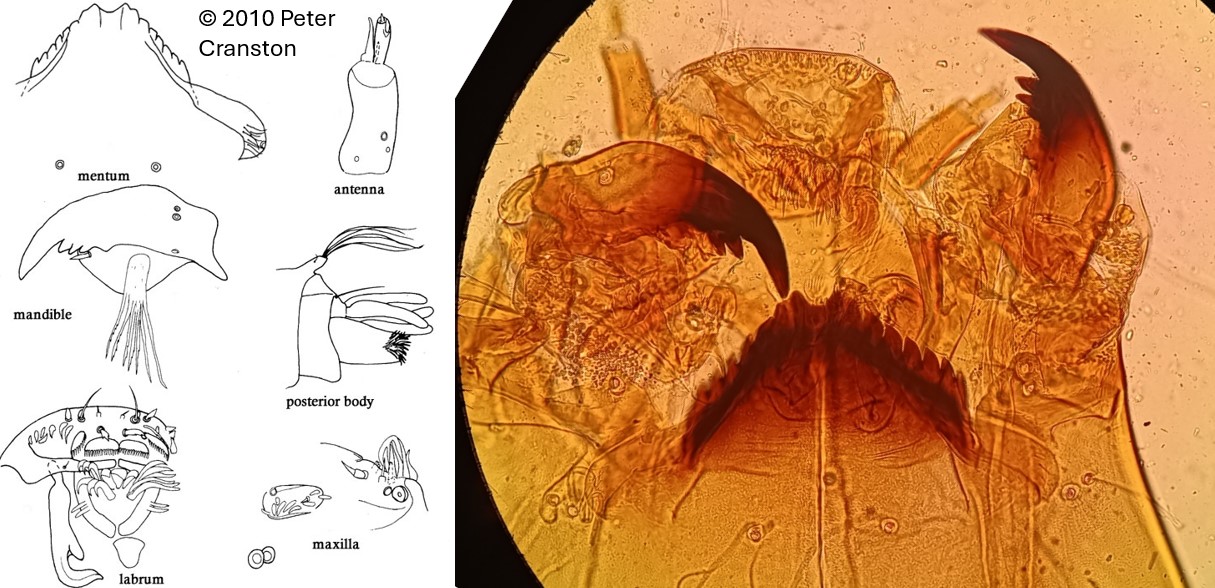 © 2010 Peter
Cranston
mentum
antenna
mandible
posterior body
maxilla
labrum